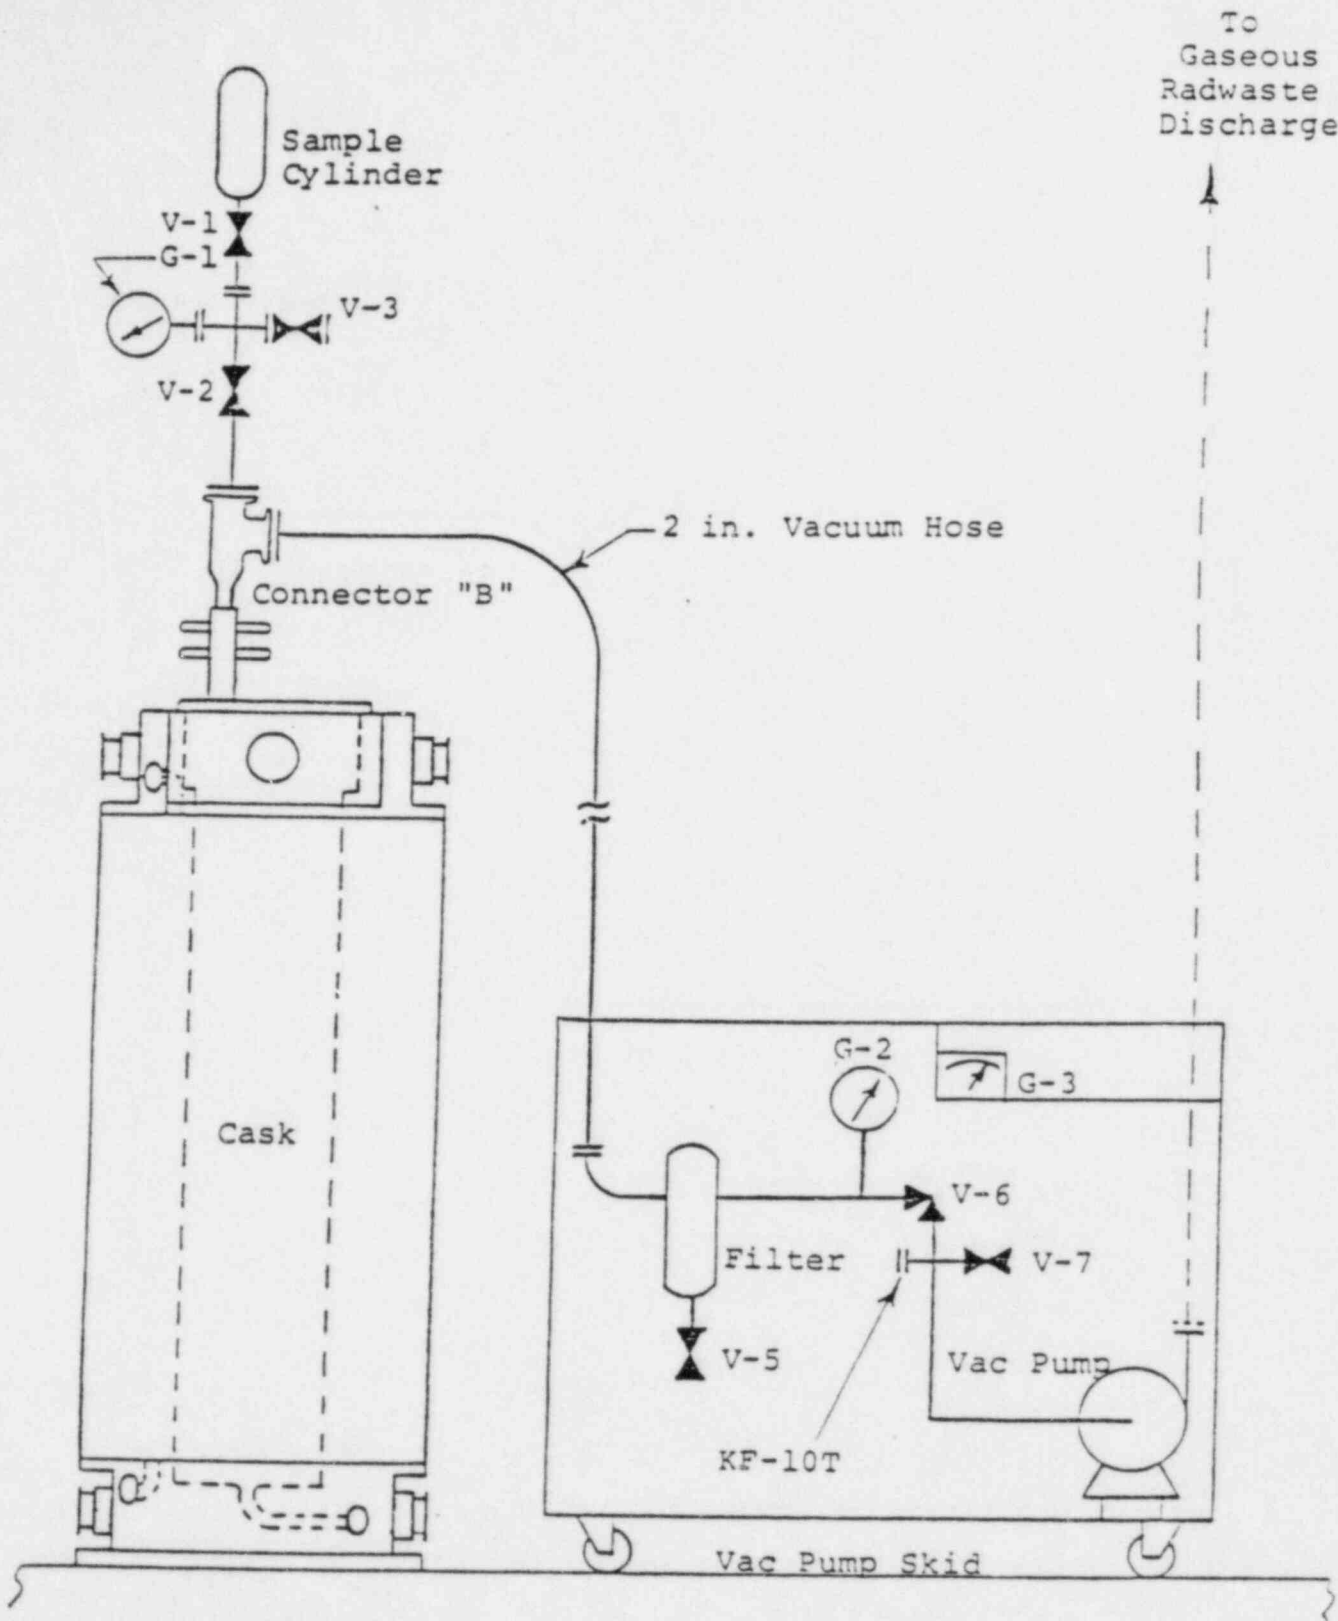 To
Gaseous
Radwaste
Discharge
Sample
Cylinder
V-1
G-1
V-3
V-2
2 in. Vacuum Hose
Connector "B"
G-2
G-3
Cask
V-6
Filter
V-7
V-5
Vac Pump
KF-10T
Vac Pump Skid